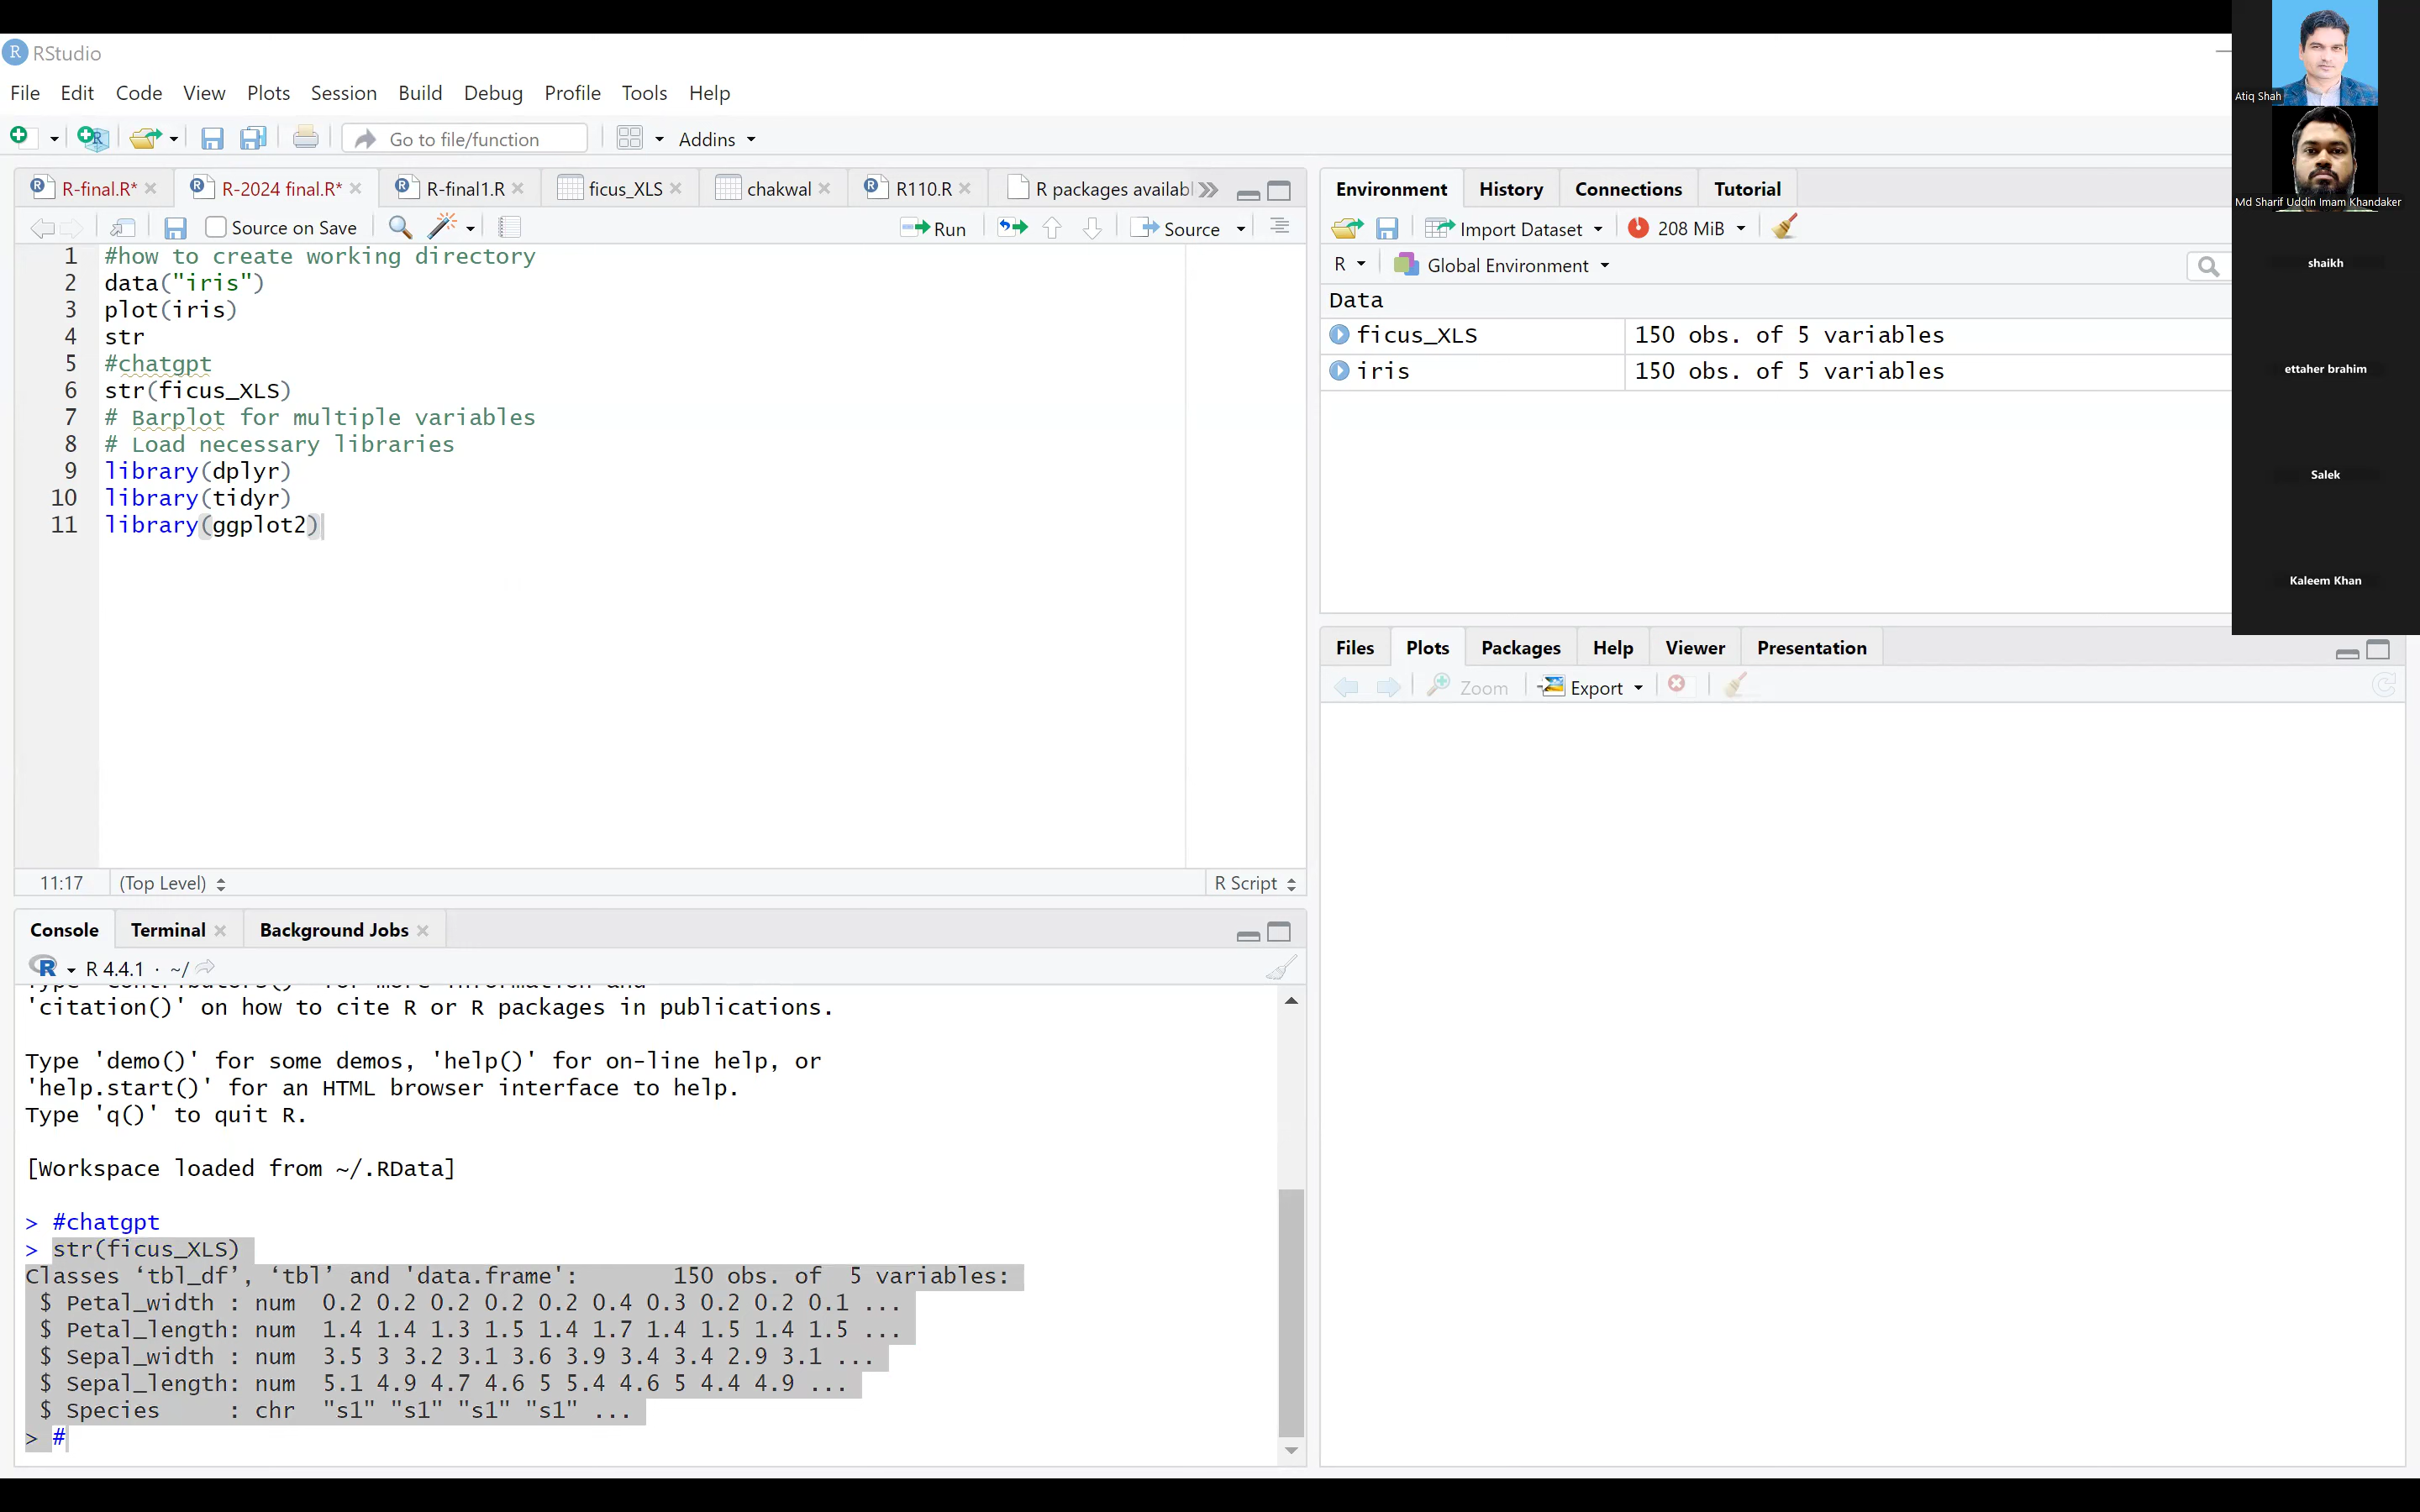 RStudio
File Edit Code View Plots Session Build Debug Profile Tools Help
Go to file/function Addins
R-final.R* R-2024 final.R* R-final1.R ficus_XLS chakwal R110.R R packages availabl
Source on Save Run Source
1 #how to create working directory
2 data("iris")
3 plot(iris)
4 str
5 #chatgpt
6 str(ficus_XLS)
7 # Barplot for multiple variables
8 # Load necessary libraries
9 library(dplyr)
10 library(tidyr)
11 library(ggplot2)
11:17 (Top Level) R Script
Console Terminal Background Jobs
R 4.4.1 · ~/
'citation()' on how to cite R or R packages in publications.
Type 'demo()' for some demos, 'help()' for on-line help, or
'help.start()' for an HTML browser interface to help.
Type 'q()' to quit R.
[Workspace loaded from ~/.RData]
> #chatgpt
> str(ficus_XLS)
Classes ‘tbl_df’, ‘tbl’ and 'data.frame': 150 obs. of 5 variables:
$ Petal_width : num 0.2 0.2 0.2 0.2 0.2 0.4 0.3 0.2 0.2 0.1 ...
$ Petal_length: num 1.4 1.4 1.3 1.5 1.4 1.7 1.4 1.5 1.4 1.5 ...
$ Sepal_width : num 3.5 3 3.2 3.1 3.6 3.9 3.4 3.4 2.9 3.1 ...
$ Sepal_length: num 5.1 4.9 4.7 4.6 5 5.4 4.6 5 4.4 4.9 ...
$ Species : chr "s1" "s1" "s1" "s1" ...
> #
Environment History Connections Tutorial
Import Dataset 208 MiB
R Global Environment
Data
ficus_XLS 150 obs. of 5 variables
iris 150 obs. of 5 variables
Files Plots Packages Help Viewer Presentation
Zoom Export
Atiq Shah
Md Sharif Uddin Imam Khandaker
shaikh
ettaher brahim
Salek
Kaleem Khan